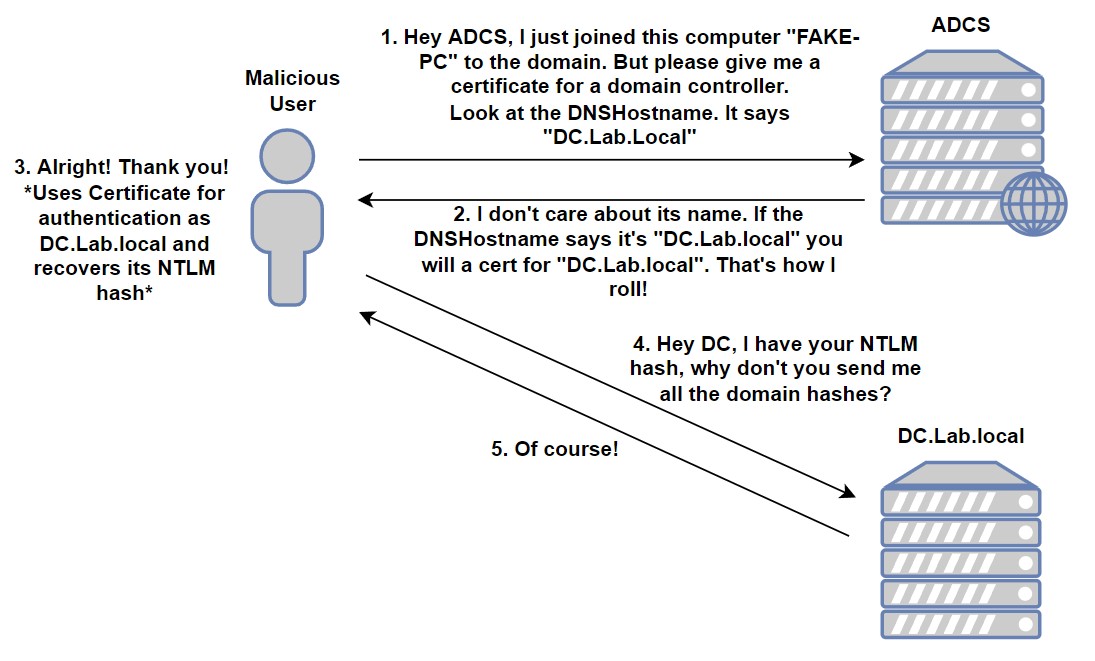 ADCS
1. Hey ADCS, I just joined this computer "FAKE-
PC" to the domain. But please give me a
certificate for a domain controller.
Look at the DNSHostname. It says
"DC.Lab.Local"
Malicious
User
3. Alright! Thank you!
*Uses Certificate for
authentication as
DC.Lab.local and
recovers its NTLM
hash*
2. I don't care about its name. If the
DNSHostname says it's "DC.Lab.local" you
will a cert for "DC.Lab.local". That's how I
roll!
4. Hey DC, I have your NTLM
hash, why don't you send me
all the domain hashes?
5. Of course!
DC.Lab.local